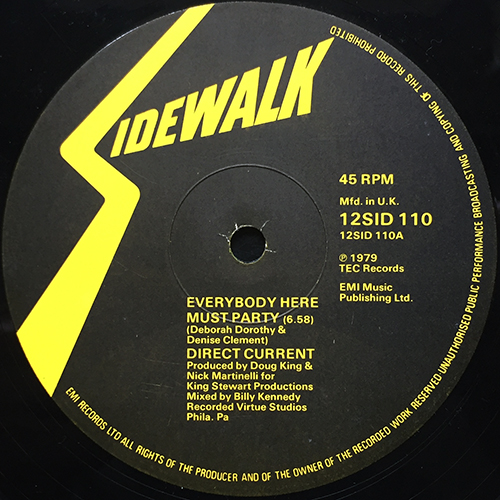 SIDEWALK
45 RPM
Mfd. in U.K.
12SID 110
12SID 110A
℗ 1979
TEC Records
EMI Music
Publishing Ltd.
EVERYBODY HERE
MUST PARTY (6.58)
(Deborah Dorothy &
Denise Clement)
DIRECT CURRENT
Produced by Doug King &
Nick Martinelli for
King Stewart Productions
Mixed by Billy Kennedy
Recorded Virtue Studios
Phila. Pa
EMI RECORDS LTD ALL RIGHTS OF THE PRODUCER AND OF THE OWNER OF THE RECORDED WORK RESERVED UNAUTHORISED PUBLIC PERFORMANCE BROADCASTING AND COPYING OF THIS RECORD PROHIBITED